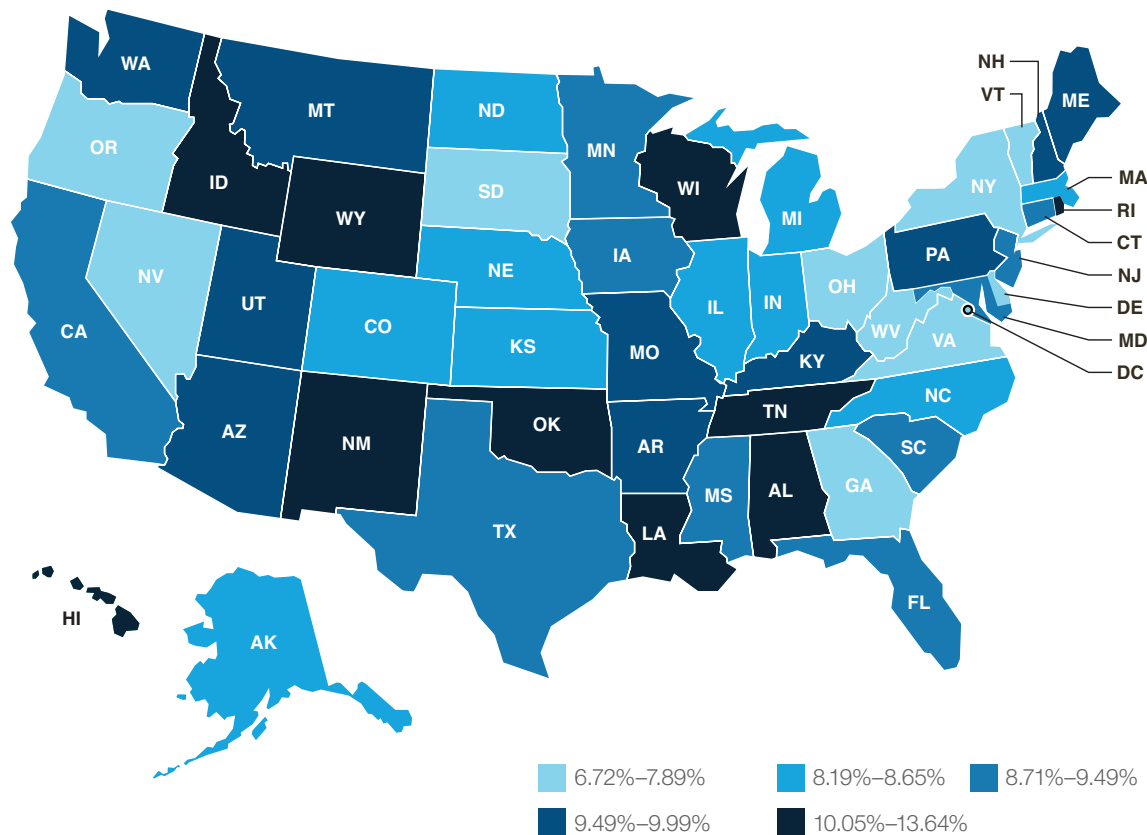 WA
MT
ND
MN
NH
VT
ME
OR
ID
SD
WI
NY
MA
WY
MI
RI
CT
NV
NE
IA
PA
NJ
UT
CO
IL
IN
OH
DE
CA
KS
MO
WV
VA
MD
KY
DC
AZ
NM
OK
AR
TN
NC
MS
AL
GA
SC
TX
LA
HI
AK
FL
6.72%–7.89% 8.19%–8.65% 8.71%–9.49%
9.49%–9.99% 10.05%–13.64%